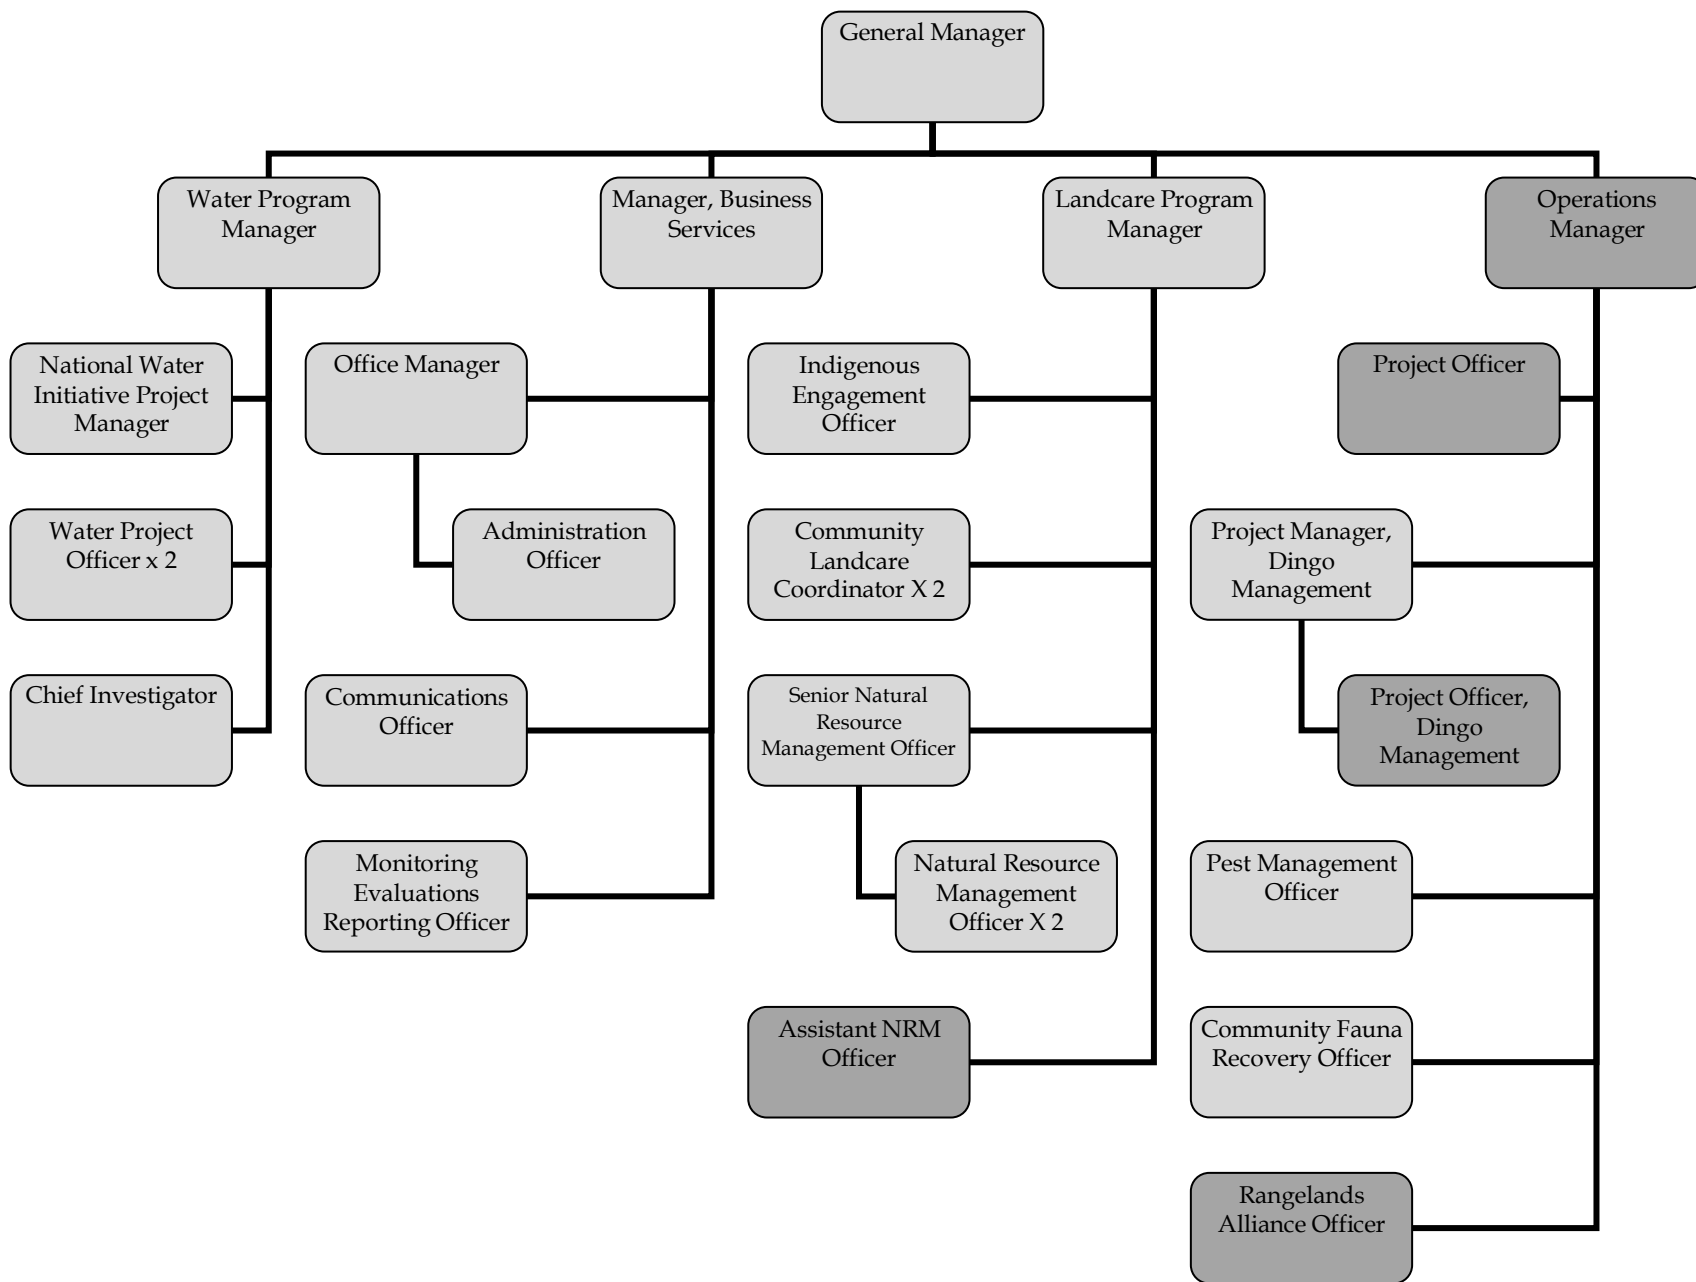 General Manager
Water Program
Manager
Manager, Business
Services
Landcare Program
Manager
Operations
Manager
National Water
Initiative Project
Manager
Office Manager
Indigenous
Engagement
Officer
Project Officer
Water Project
Officer x 2
Administration
Officer
Community
Landcare
Coordinator X 2
Project Manager,
Dingo
Management
Chief Investigator
Communications
Officer
Senior Natural
Resource
Management Officer
Project Officer,
Dingo
Management
Monitoring
Evaluations
Reporting Officer
Natural Resource
Management
Officer X 2
Pest Management
Officer
Assistant NRM
Officer
Community Fauna
Recovery Officer
Rangelands
Alliance Officer